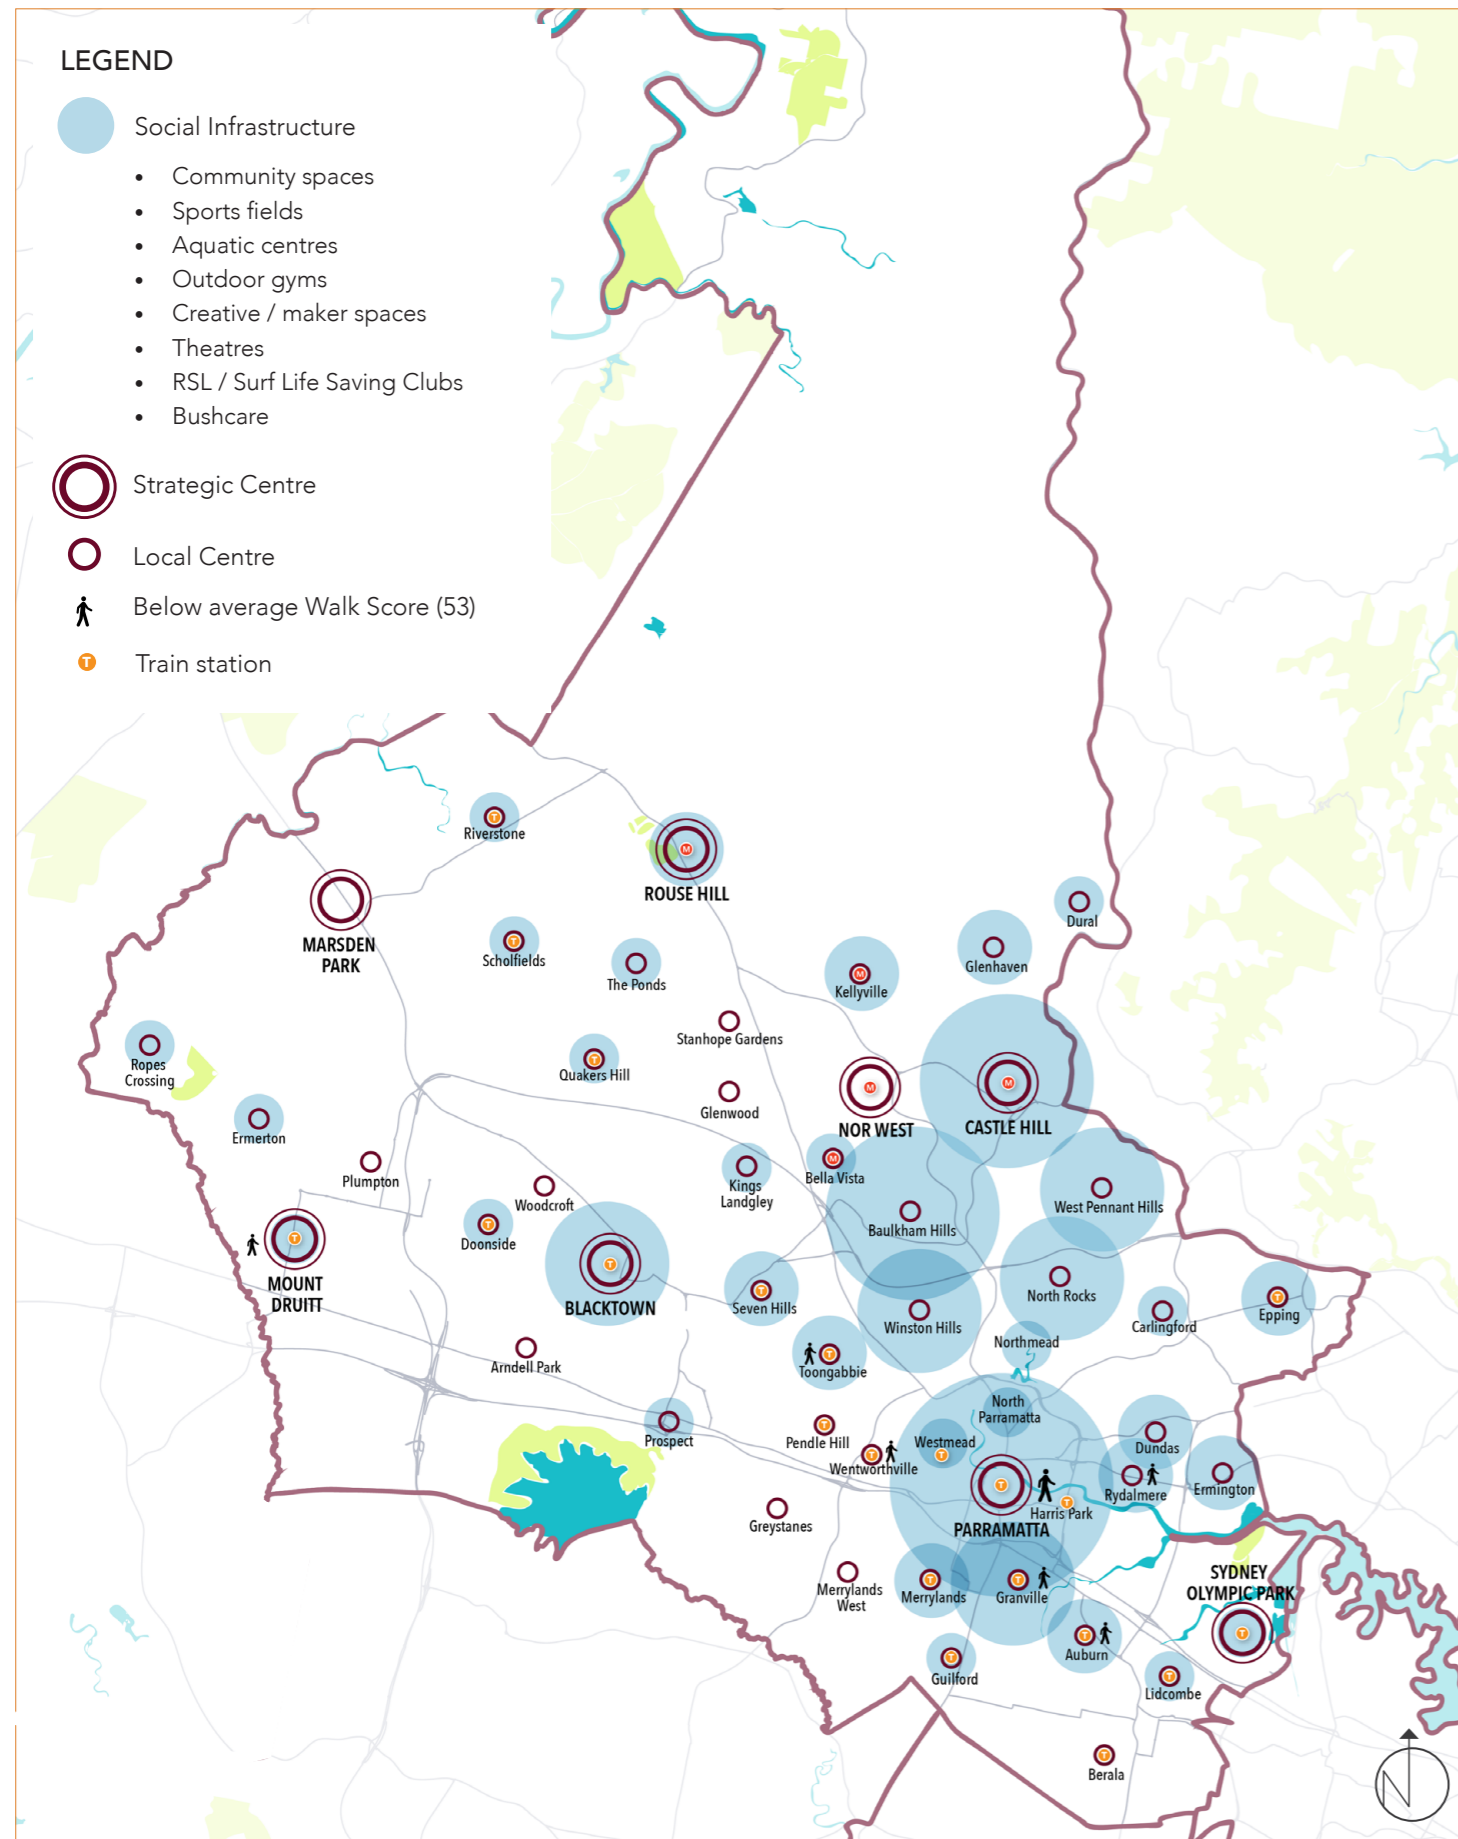 LEGEND
Social Infrastructure
• Community spaces
• Sports fields
• Aquatic centres
• Outdoor gyms
• Creative / maker spaces
• Theatres
• RSL / Surf Life Saving Clubs
• Bushcare
Strategic Centre
Local Centre
Below average Walk Score (53)
T
Train station
T
Riverstone
M
ROUSE HILL
MARSDEN
PARK
Dural
T
Scholfields
The Ponds
M
Kellyville
Glenhaven
Stanhope Gardens
Ropes
Crossing
T
Quakers Hill
Glenwood
M
NOR WEST
M
CASTLE HILL
Ermerton
Plumpton
Woodcroft
Kings
Landgley
M
Bella Vista
Baulkham Hills
West Pennant Hills
T
MOUNT
DRUITT
T
Doonside
T
BLACKTOWN
T
Seven Hills
Winston Hills
North Rocks
Carlingford
T
Epping
Northmead
Arndell Park
T
Toongabbie
Prospect
T
Pendle Hill
T
Wentworthville
Westmead
T
North
Parramatta
Dundas
Rydalmere
Ermington
T
PARRAMATTA
T
Harris Park
Greystanes
Merrylands
West
T
Merrylands
T
Granville
SYDNEY
OLYMPIC PARK
T
T
Auburn
T
Guilford
T
Lidcombe
T
Berala
N